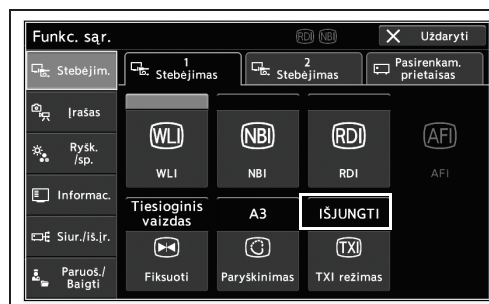 Funkc. sąr.
RDI NBI
Uždaryti
Stebėjim.
1
Stebėjimas
2
Stebėjimas
Pasirenkam.
prietaisas
Įrašas
Ryšk.
/sp.
Informac.
Siur./iš.įr.
Paruoš./
Baigti
WLI
NBI
RDI
AFI
WLI
NBI
RDI
AFI
Tiesioginis
vaizdas
A3
IŠJUNGTI
TXI
Fiksuoti
Paryškinimas
TXI režimas